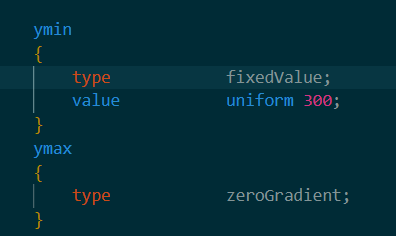 ymin
{
    type            fixedValue;
    value           uniform 300;
}
ymax
{
    type            zeroGradient;
}